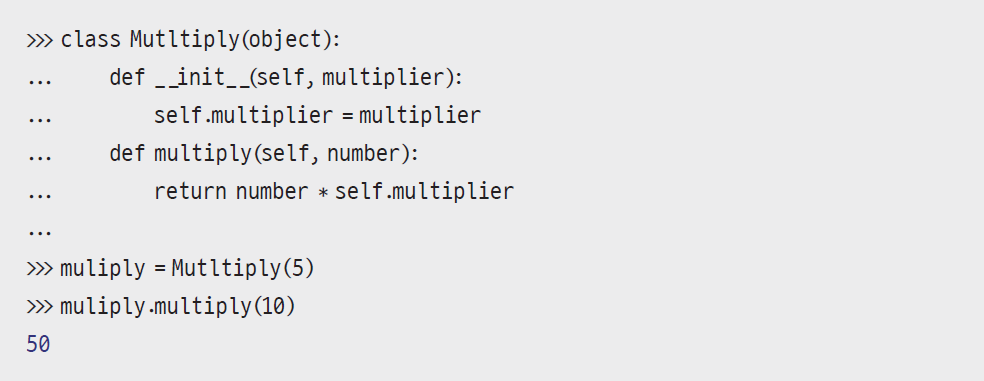 >>> class Mutltiply(object):
...     def __init__(self, multiplier):
...         self.multiplier = multiplier
...     def multiply(self, number):
...         return number * self.multiplier
...
>>> muliply = Mutltiply(5)
>>> muliply.multiply(10)
50